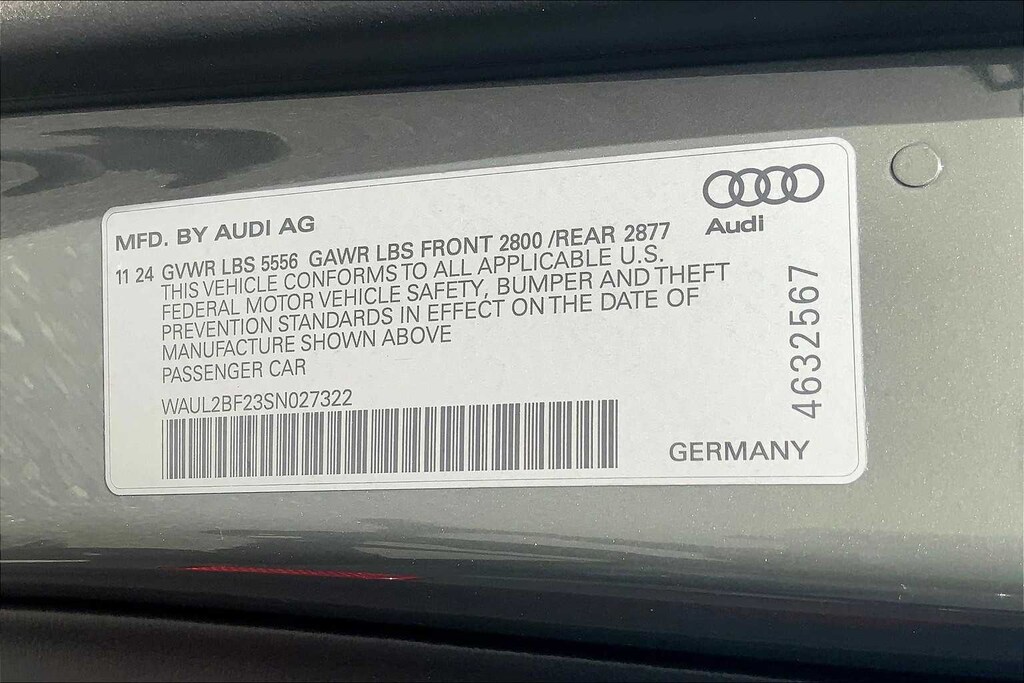 MFD. BY AUDI AG
Audi
11 24 GVWR LBS 5556 GAWR LBS FRONT 2800 /REAR 2877
THIS VEHICLE CONFORMS TO ALL APPLICABLE U.S.
FEDERAL MOTOR VEHICLE SAFETY, BUMPER AND THEFT
PREVENTION STANDARDS IN EFFECT ON THE DATE OF
MANUFACTURE SHOWN ABOVE
PASSENGER CAR
WAUL2BF23SN027322
4632567
GERMANY